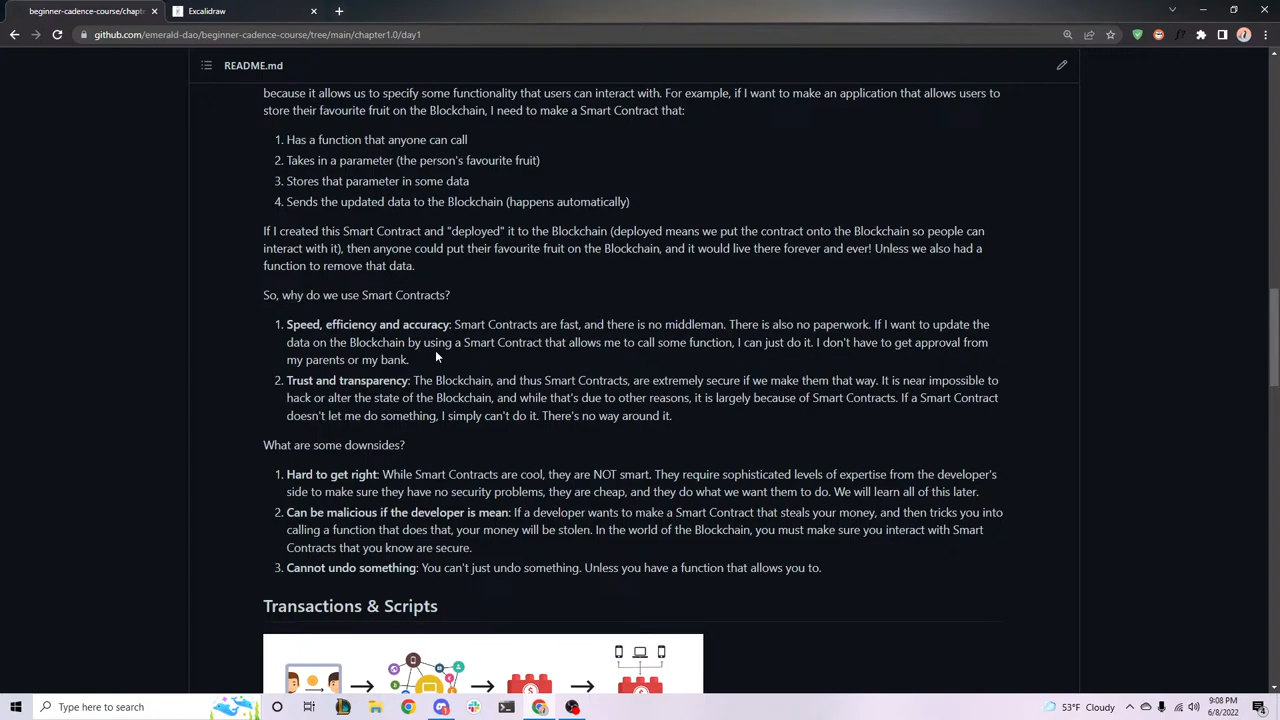 beginner-cadence-course/chapte
Excalidraw
github.com/emerald-dao/beginner-cadence-course/tree/main/chapter1.0/day1
README.md
because it allows us to specify some functionality that users can interact with. For example, if I want to make an application that allows users to
store their favourite fruit on the Blockchain, I need to make a Smart Contract that:
1. Has a function that anyone can call
2. Takes in a parameter (the person's favourite fruit)
3. Stores that parameter in some data
4. Sends the updated data to the Blockchain (happens automatically)
If I created this Smart Contract and "deployed" it to the Blockchain (deployed means we put the contract onto the Blockchain so people can
interact with it), then anyone could put their favourite fruit on the Blockchain, and it would live there forever and ever! Unless we also had a
function to remove that data.
So, why do we use Smart Contracts?
1. Speed, efficiency and accuracy: Smart Contracts are fast, and there is no middleman. There is also no paperwork. If I want to update the
data on the Blockchain by using a Smart Contract that allows me to call some function, I can just do it. I don't have to get approval from
my parents or my bank.
2. Trust and transparency: The Blockchain, and thus Smart Contracts, are extremely secure if we make them that way. It is near impossible to
hack or alter the state of the Blockchain, and while that's due to other reasons, it is largely because of Smart Contracts. If a Smart Contract
doesn't let me do something, I simply can't do it. There's no way around it.
What are some downsides?
1. Hard to get right: While Smart Contracts are cool, they are NOT smart. They require sophisticated levels of expertise from the developer's
side to make sure they have no security problems, they are cheap, and they do what we want them to do. We will learn all of this later.
2. Can be malicious if the developer is mean: If a developer wants to make a Smart Contract that steals your money, and then tricks you into
calling a function that does that, your money will be stolen. In the world of the Blockchain, you must make sure you interact with Smart
Contracts that you know are secure.
3. Cannot undo something: You can't just undo something. Unless you have a function that allows you to.
Transactions & Scripts
Type here to search
53°F Cloudy
9:08 PM
6/8/2022